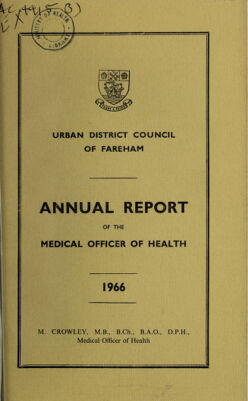 URBAN DISTRICT COUNCIL
OF FAREHAM
ANNUAL REPORT
OF THE
MEDICAL OFFICER OF HEALTH
1966
M. CROWLEY, M.B., B.Ch., B.A.O., D.P.H.,
Medical Officer of Health